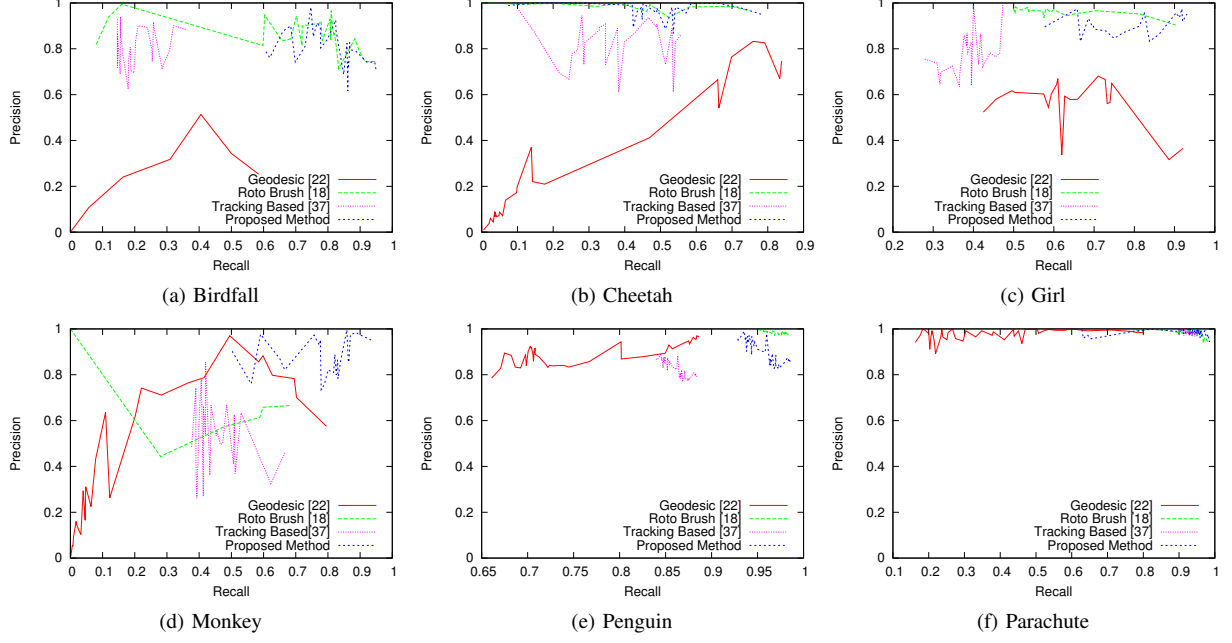 1
0.8
0.6
0.4
0.2
0
Precision
0 0.1 0.2 0.3 0.4 0.5 0.6 0.7 0.8 0.9 1
Recall
Geodesic [22]
Roto Brush [18]
Tracking Based [37]
Proposed Method
(a) Birdfall
1
0.8
0.6
0.4
0.2
0
Precision
0 0.1 0.2 0.3 0.4 0.5 0.6 0.7 0.8 0.9
Recall
Geodesic [22]
Roto Brush [18]
Tracking Based [37]
Proposed Method
(b) Cheetah
1
0.8
0.6
0.4
0.2
0
Precision
0.2 0.3 0.4 0.5 0.6 0.7 0.8 0.9 1
Recall
Geodesic [22]
Roto Brush [18]
Tracking Based [37]
Proposed Method
(c) Girl
1
0.8
0.6
0.4
0.2
0
Precision
0 0.1 0.2 0.3 0.4 0.5 0.6 0.7 0.8 0.9 1
Recall
Geodesic [22]
Roto Brush [18]
Tracking Based [37]
Proposed Method
(d) Monkey
1
0.8
0.6
0.4
0.2
0
Precision
0.65 0.7 0.75 0.8 0.85 0.9 0.95 1
Recall
Geodesic [22]
Roto Brush [18]
Tracking Based [37]
Proposed Method
(e) Penguin
1
0.8
0.6
0.4
0.2
0
Precision
0.1 0.2 0.3 0.4 0.5 0.6 0.7 0.8 0.9 1
Recall
Geodesic [22]
Roto Brush [18]
Tracking Based [37]
Proposed Method
(f) Parachute